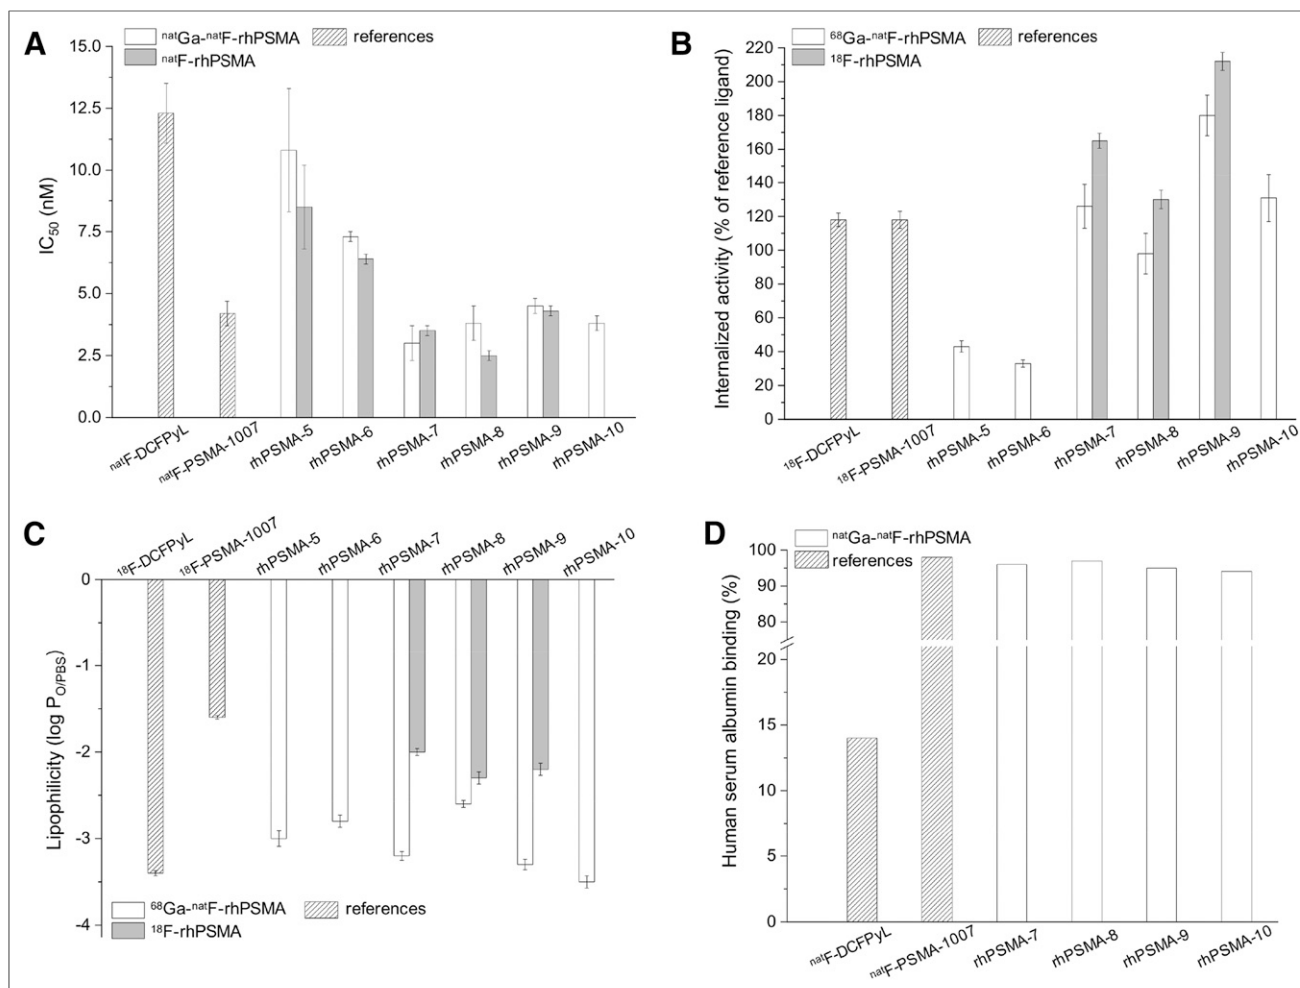 A
natGa-natF-rhPSMA
references
natF-rhPSMA
15.0
12.5
10.0
7.5
5.0
2.5
0.0
IC50 (nM)
natF-DCFPyL
natF-PSMA-1007
rhPSMA-5
rhPSMA-6
rhPSMA-7
rhPSMA-8
rhPSMA-9
rhPSMA-10
B
68Ga-natF-rhPSMA
references
18F-rhPSMA
220
200
180
160
140
120
100
80
60
40
20
0
Internalized activity (% of reference ligand)
18F-DCFPyL
18F-PSMA-1007
rhPSMA-5
rhPSMA-6
rhPSMA-7
rhPSMA-8
rhPSMA-9
rhPSMA-10
C
18F-DCFPyL
18F-PSMA-1007
rhPSMA-5
rhPSMA-6
rhPSMA-7
rhPSMA-8
rhPSMA-9
rhPSMA-10
0
-1
-2
-3
-4
Lipophilicity (log PO/PBS)
68Ga-natF-rhPSMA
references
18F-rhPSMA
D
natGa-natF-rhPSMA
references
100
90
80
20
15
10
5
0
Human serum albumin binding (%)
natF-DCFPyL
natF-PSMA-1007
rhPSMA-7
rhPSMA-8
rhPSMA-9
rhPSMA-10